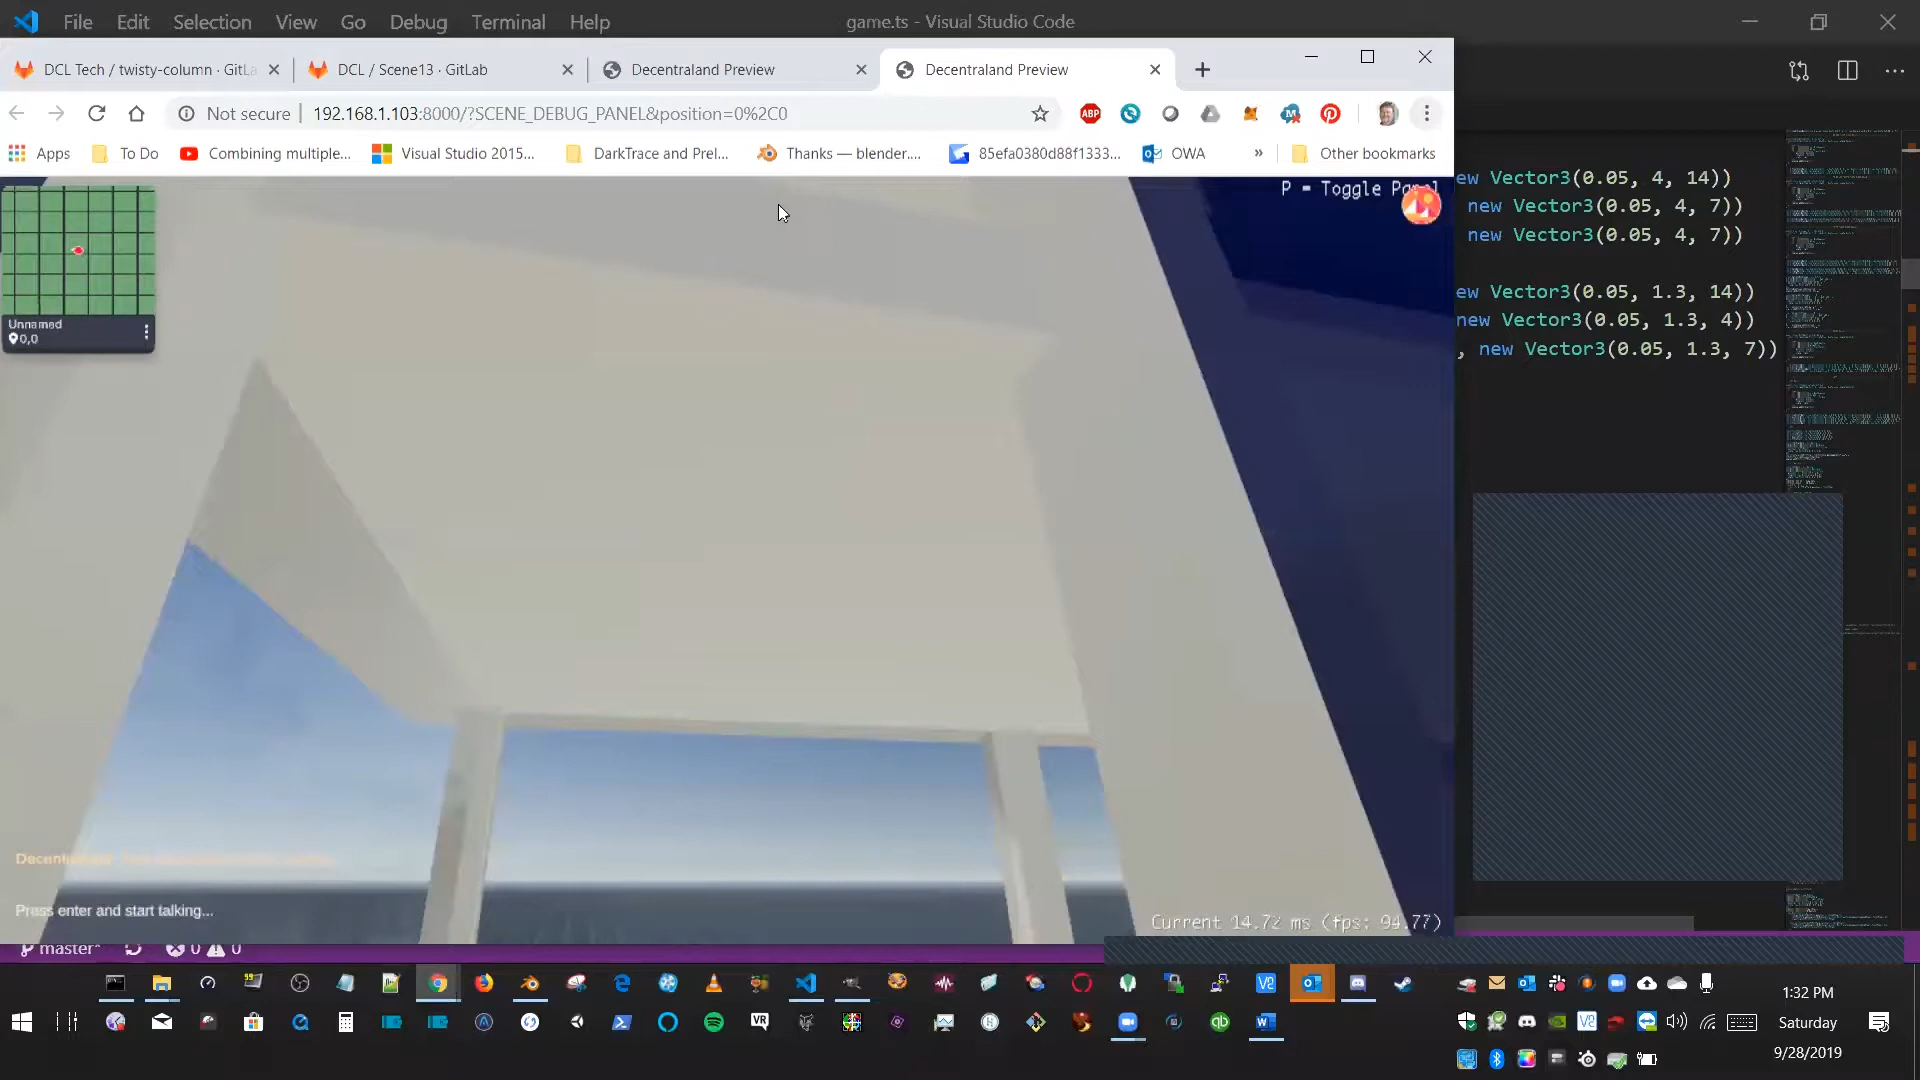 File Edit Selection View Go Debug Terminal Help
game.ts - Visual Studio Code
DCL Tech / twisty-column · GitLa
DCL / Scene13 · GitLab
Decentraland Preview
Decentraland Preview
Not secure
192.168.1.103:8000/?SCENE_DEBUG_PANEL&position=0%2C0
ABP
Apps
To Do
Combining multiple...
Visual Studio 2015...
DarkTrace and Prel...
Thanks — blender....
85efa0380d88f1333...
OWA
»
Other bookmarks
P = Toggle Panel
ew Vector3(0.05, 4, 14))
new Vector3(0.05, 4, 7))
new Vector3(0.05, 4, 7))
ew Vector3(0.05, 1.3, 14))
new Vector3(0.05, 1.3, 4))
, new Vector3(0.05, 1.3, 7))
Unnamed
0,0
Press enter and start talking...
Current 14.72 ms (fps: 94.77)
master*
0
0
1:32 PM
Saturday
9/28/2019